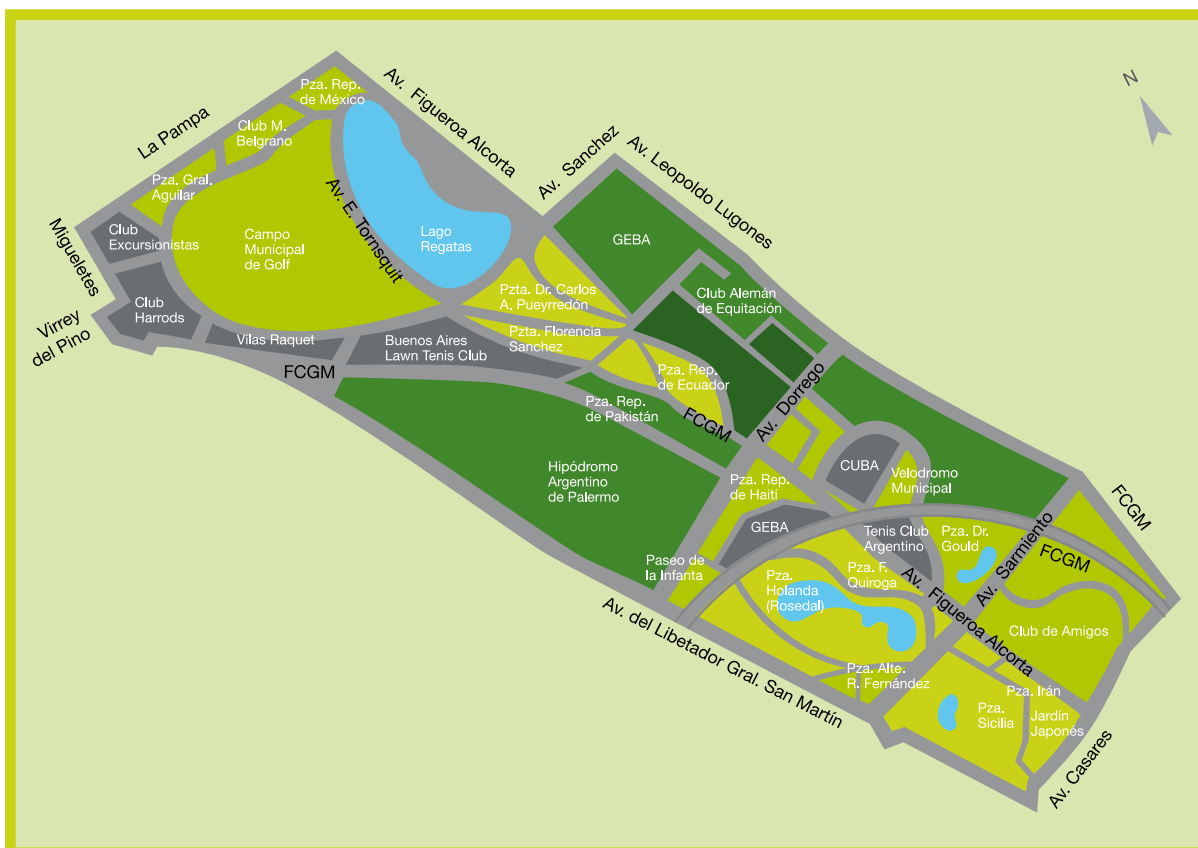 N
Av. Figueroa Alcorta
Pza. Rep.
de México
La Pampa
Club M.
Belgrano
Av. Sanchez
Av. Leopoldo Lugones
Pza. Gral.
Aguilar
Av. E. Tornsquit
Migueletes
Club
Excursionistas
Campo
Municipal
de Golf
Lago
Regatas
GEBA
Club Alemán
de Equitación
Pzta. Dr. Carlos
A. Pueyrredón
Club
Harrods
Virrey
del Pino
Vilas Raquet
Buenos Aires
Lawn Tenis Club
Pzta. Florencia
Sanchez
FCGM
Pza. Rep.
de Ecuador
Av. Dorrego
Pza. Rep.
de Pakistán
FCGM
Hipódromo
Argentino
de Palermo
Pza. Rep.
de Haití
CUBA
Velodromo
Municipal
FCGM
GEBA
Tenis Club
Argentino
Pza. Dr.
Gould
Av. Sarmiento
FCGM
Paseo de
la Infanta
Pza.
Holanda
(Rosedal)
Pza. F.
Quiroga
Av. Figueroa Alcorta
Club de Amigos
Av. del Libetador Gral. San Martín
Pza. Alte.
R. Fernández
Pza. Irán
Pza.
Sicilia
Jardín
Japonés
Av. Casares